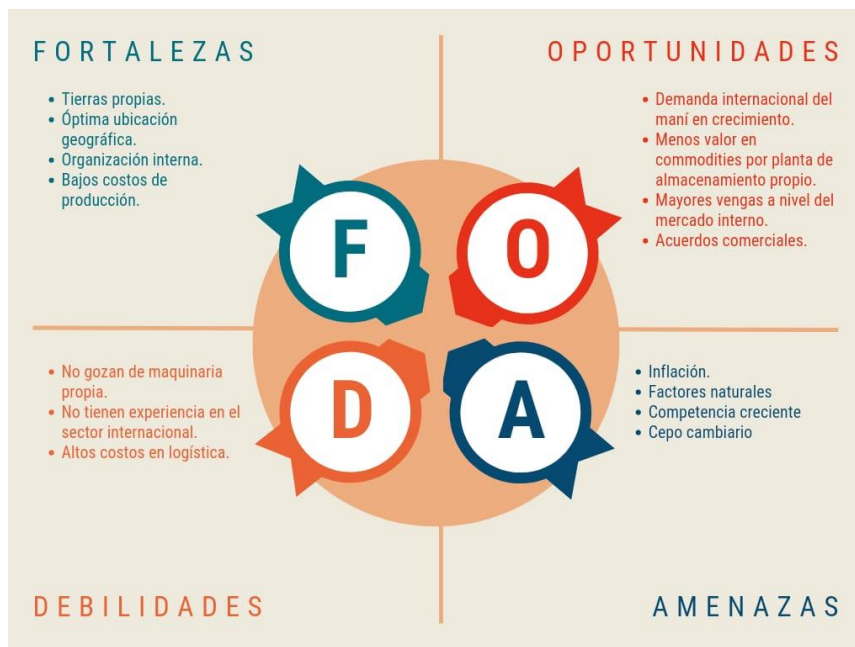 FORTALEZAS
• Tierras propias.
• Óptima ubicación
geográfica.
• Organización interna.
• Bajos costos de
producción.
OPORTUNIDADES
• Demanda internacional del
maní en crecimiento.
• Menos valor en
commodities por planta de
almacenamiento propio.
• Mayores vengas a nivel del
mercado interno.
• Acuerdos comerciales.
F
O
D
A
• No gozan de maquinaria
propia.
• No tienen experiencia en el
sector internacional.
• Altos costos en logística.
DEBILIDADES
• Inflación.
• Factores naturales
• Competencia creciente
• Cepo cambiario
AMENAZAS